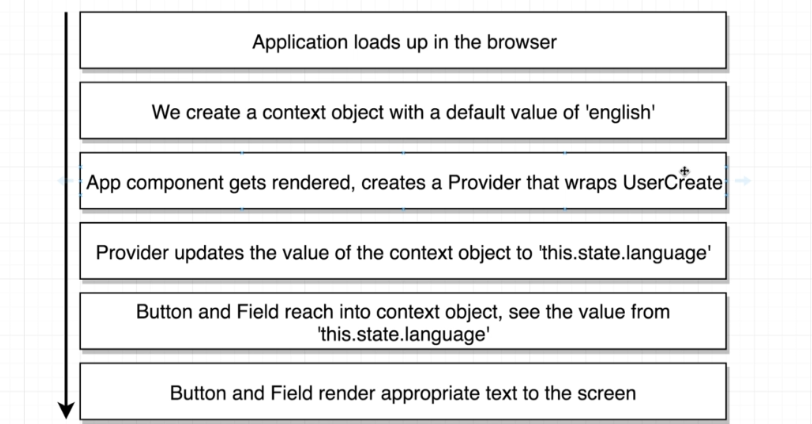 Application loads up in the browser
We create a context object with a default value of 'english'
App component gets rendered, creates a Provider that wraps UserCreate
Provider updates the value of the context object to 'this.state.language'
Button and Field reach into context object, see the value from
'this.state.language'
Button and Field render appropriate text to the screen